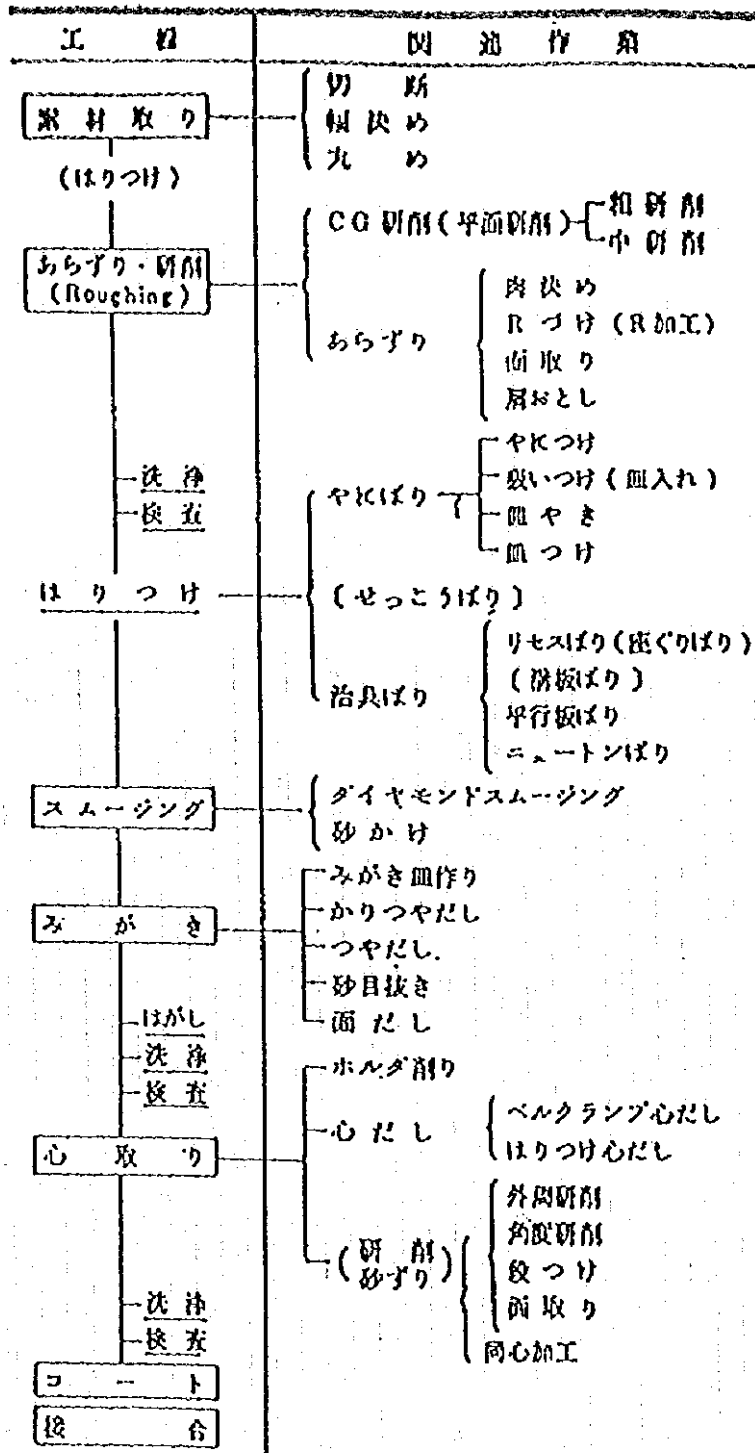 工程　関連作業
素材取り
切断
幅決め
丸め
(はりつけ)
あらずり・研削
(Roughing)
CG研削(平面研削)
粗研削
中研削
あらずり
肉決め
Rづけ(R加工)
面取り
屑おとし
洗浄
検査
はりつけ
やにばり
やにつけ
吸いつけ(皿入れ)
皿やき
皿つけ
(せっこうばり)
治具ばり
リセスばり(座ぐりばり)
平行板ばり
ニュートンばり
スムージング
ダイヤモンドスムージング
砂かけ
みがき
みがき皿作り
かりつやだし
つやだし.
砂目抜き
面だし
はがし
洗浄
検査
心取り
ホルダ削り
心だし
ベルクランプ心だし
はりつけ心だし
(研削
砂ずり)
外周研削
角度研削
段つけ
面取り
同心加工
洗浄
検査
コート
接合